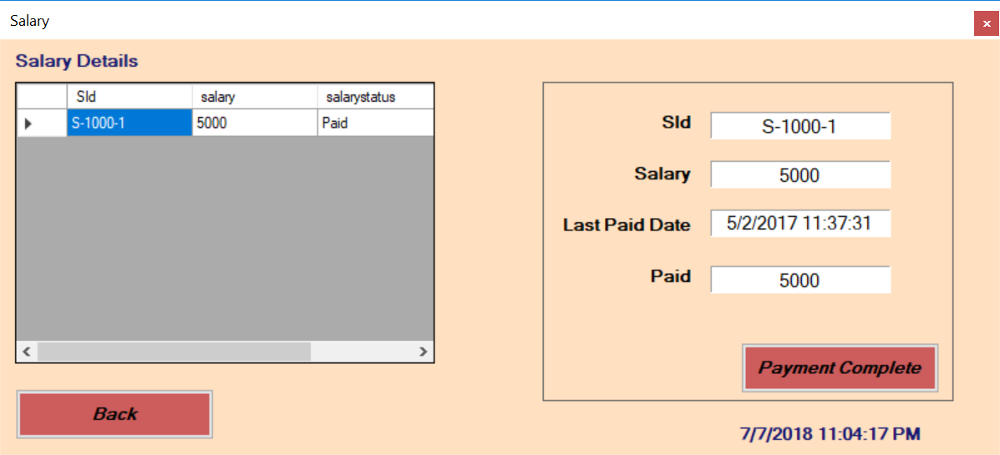 Salary
Salary Details
SId salary salarystatus
S-1000-1 5000 Paid
SId S-1000-1
Salary 5000
Last Paid Date 5/2/2017 11:37:31
Paid 5000
Payment Complete
Back
7/7/2018 11:04:17 PM